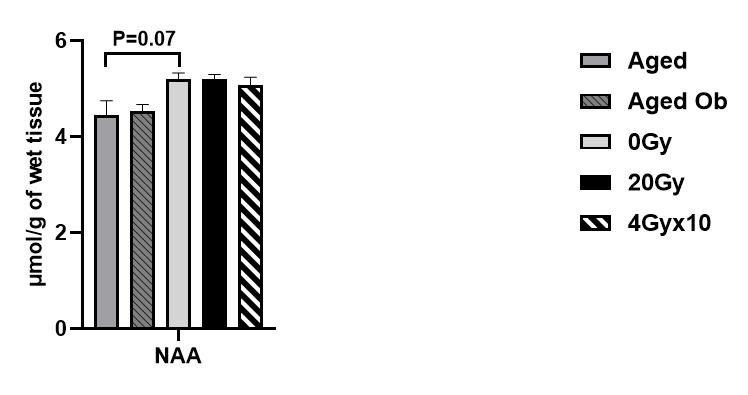 P=0.07
6
4
2
0
μmol/g of wet tissue
NAA
Aged
Aged Ob
0Gy
20Gy
4Gyx10